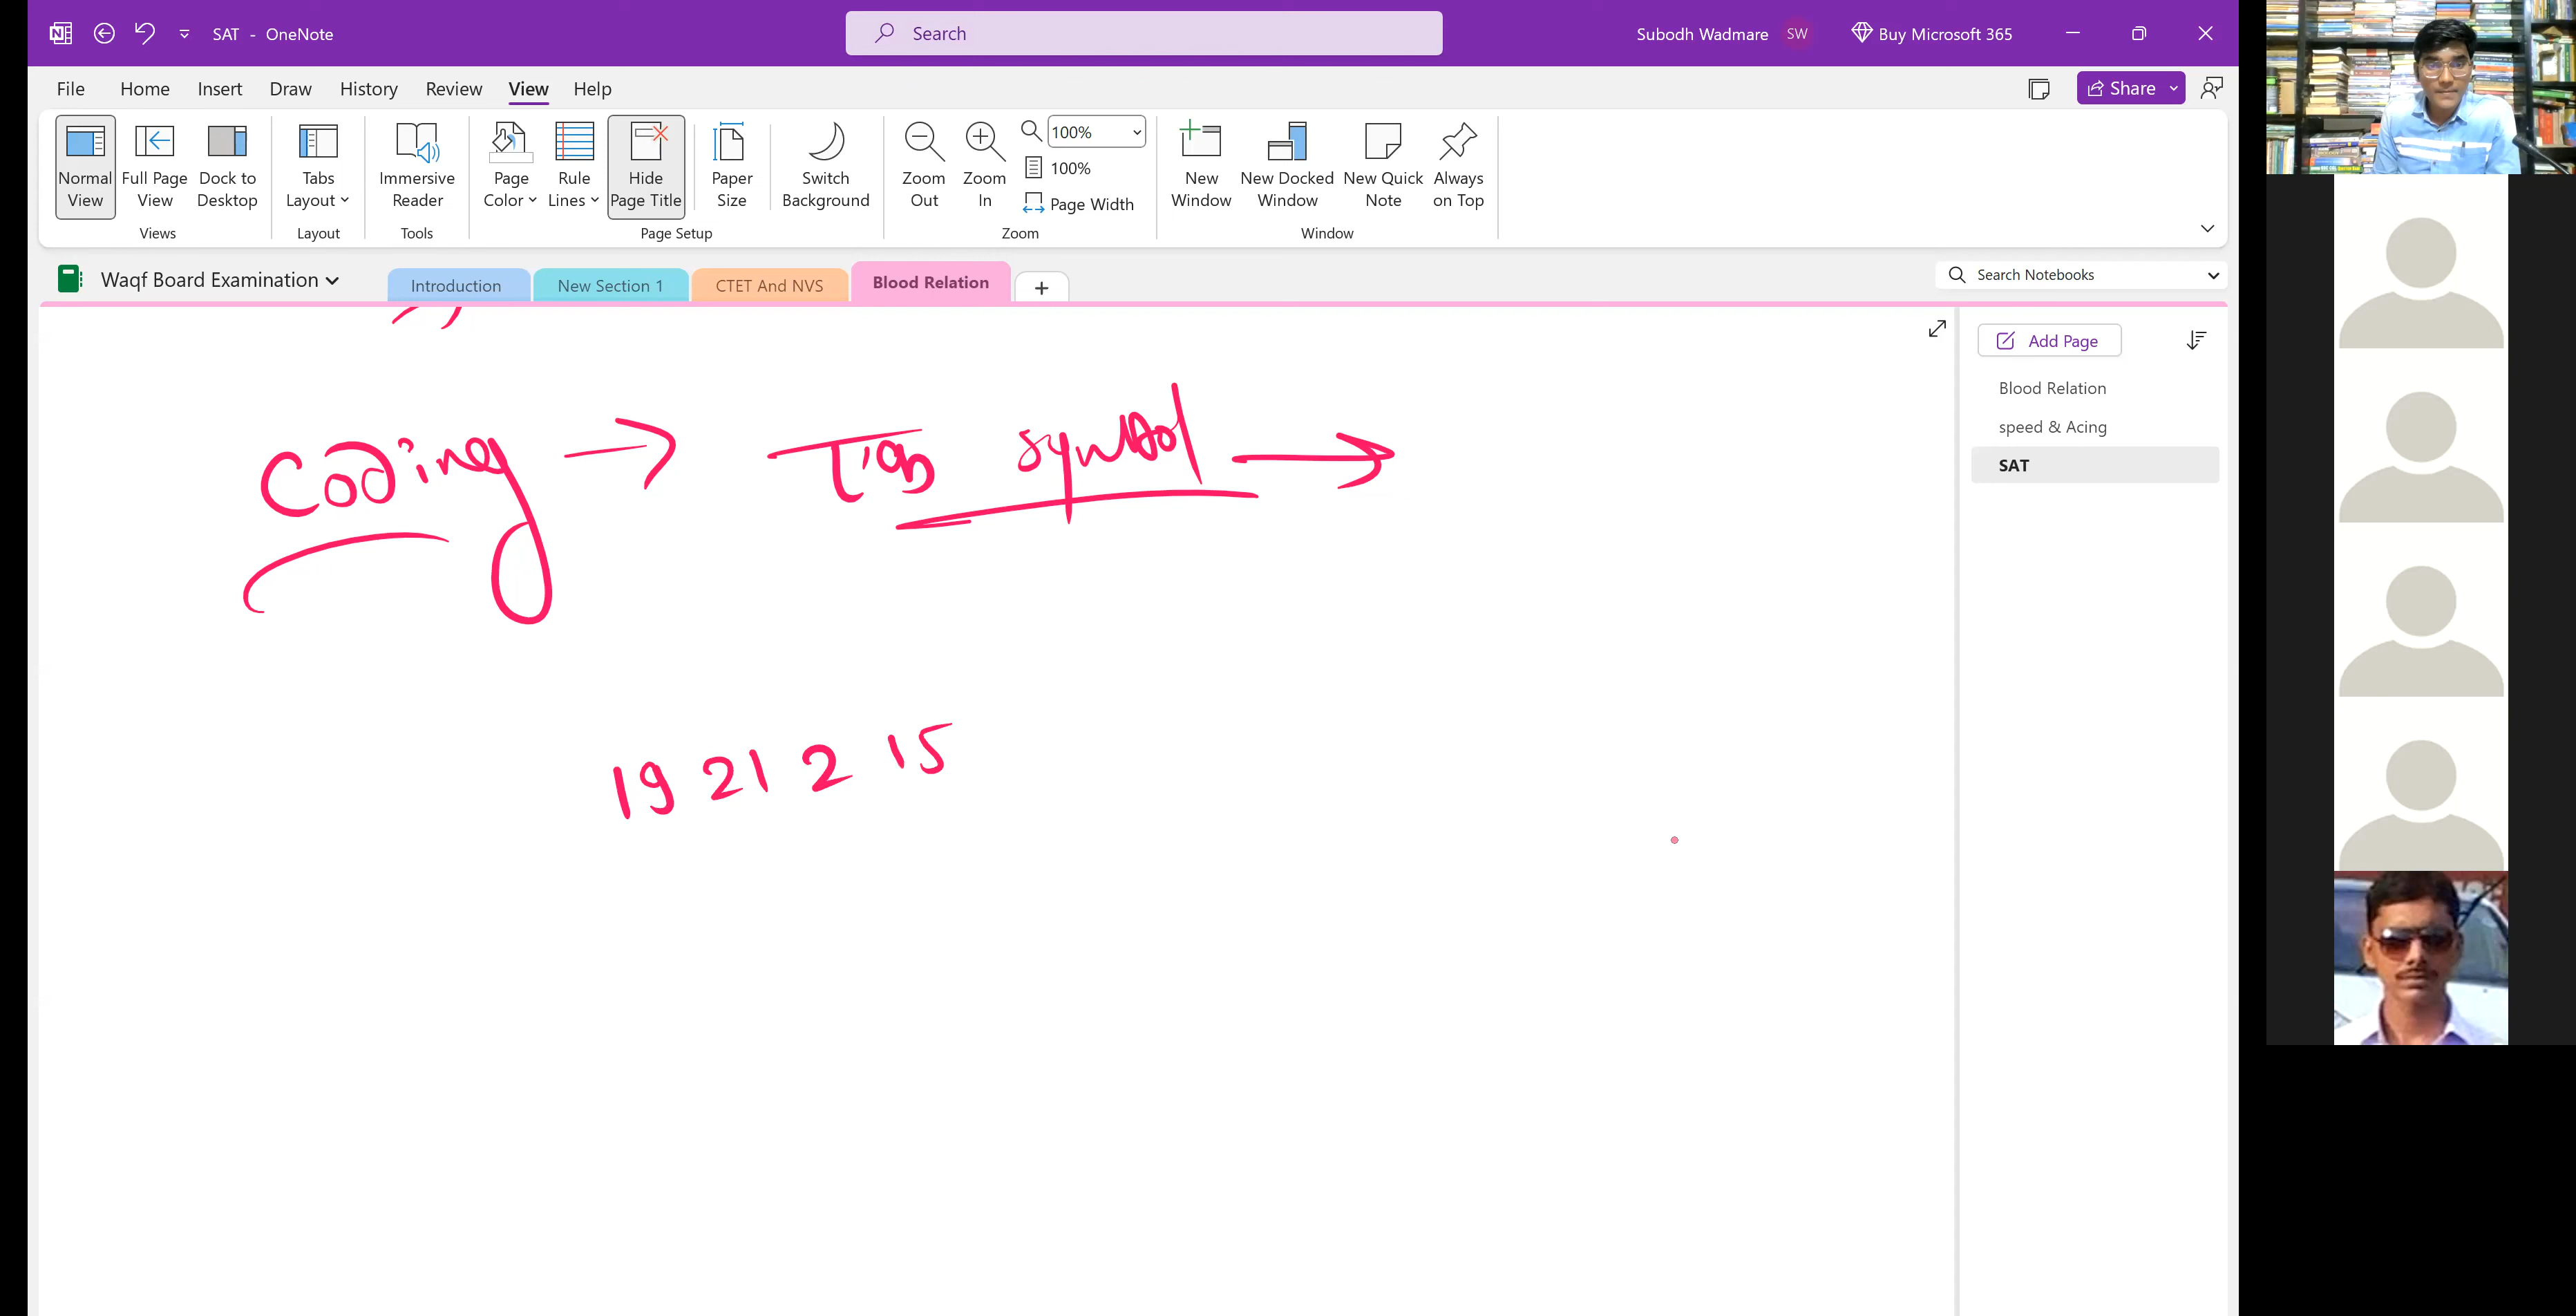 SAT - OneNote
Search
Subodh Wadmare SW
Buy Microsoft 365
File Home Insert Draw History Review View Help
Share
Normal View
Full Page View
Dock to Desktop
Tabs Layout
Immersive Reader
Page Color
Rule Lines
Hide Page Title
Paper Size
Switch Background
Zoom Out
Zoom In
100%
100%
Page Width
New Window
New Docked Window
New Quick Note
Always on Top
Views Layout Tools Page Setup Zoom Window
Waqf Board Examination
Introduction New Section 1 CTET And NVS Blood Relation +
Search Notebooks
Add Page
Blood Relation
speed & Acing
SAT
Coding → symbol →
19 21 2 15